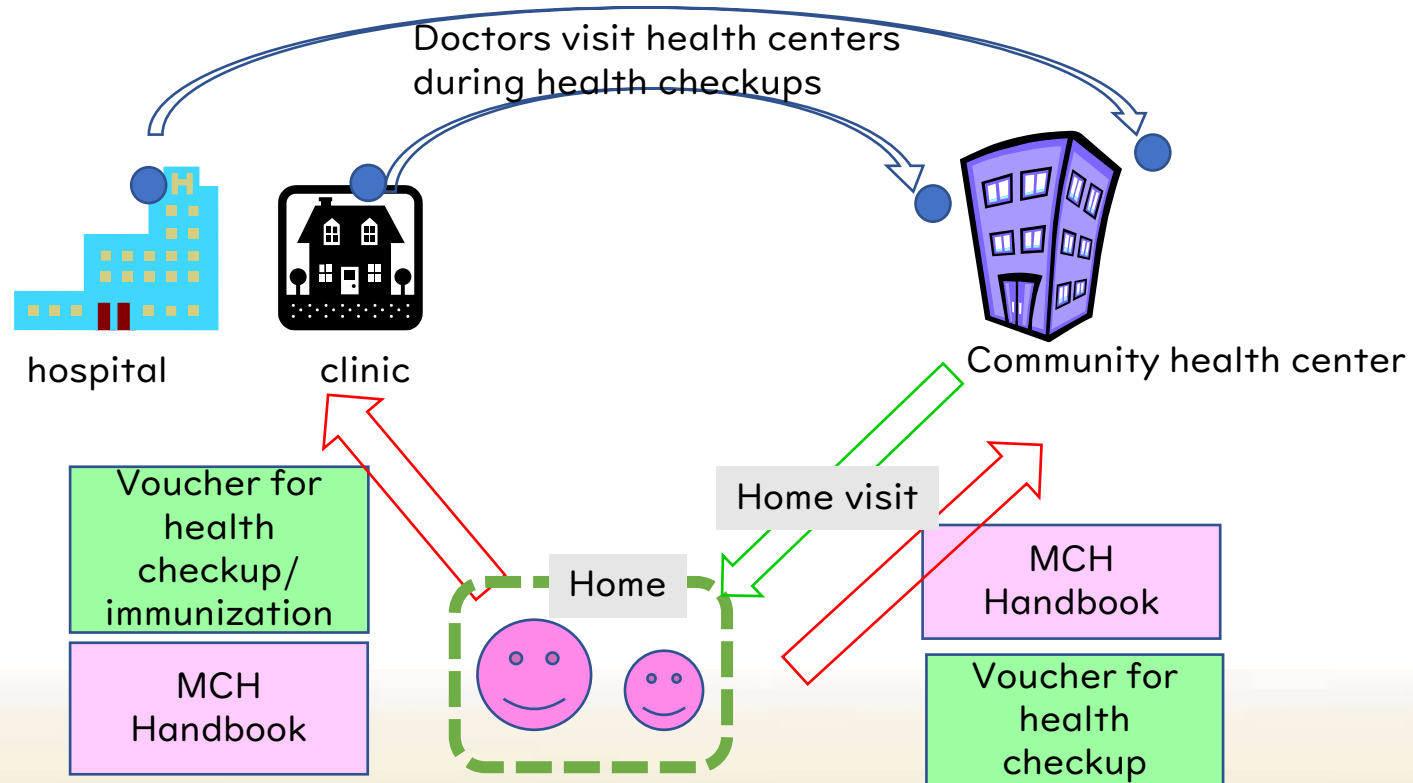 Doctors visit health centers
during health checkups
H
hospital
clinic
Community health center
Voucher for
health
checkup/
immunization
MCH
Handbook
Home
Home visit
MCH
Handbook
Voucher for
health
checkup